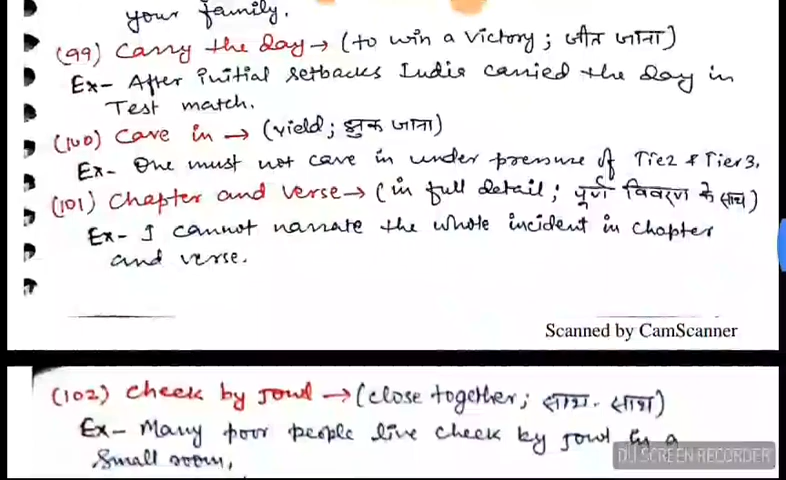 your family.
(99) Carry the day → (to win a victory; जीत जाना)
Ex- After initial setbacks India carried the day in
Test match.
(100) Cave in → (yield; झुक जाना)
Ex- One must not cave in under pressure of Tier2 & Tier3.
(101) Chapter and verse → (in full detail; पूर्ण विवरण के साथ)
Ex- I cannot narrate the whole incident in chapter
and verse.
Scanned by CamScanner
(102) Cheek by Jowl → (close together; साथ-साथ)
Ex- Many poor people live cheek by jowl in a
small room.
DU SCREEN RECORDER